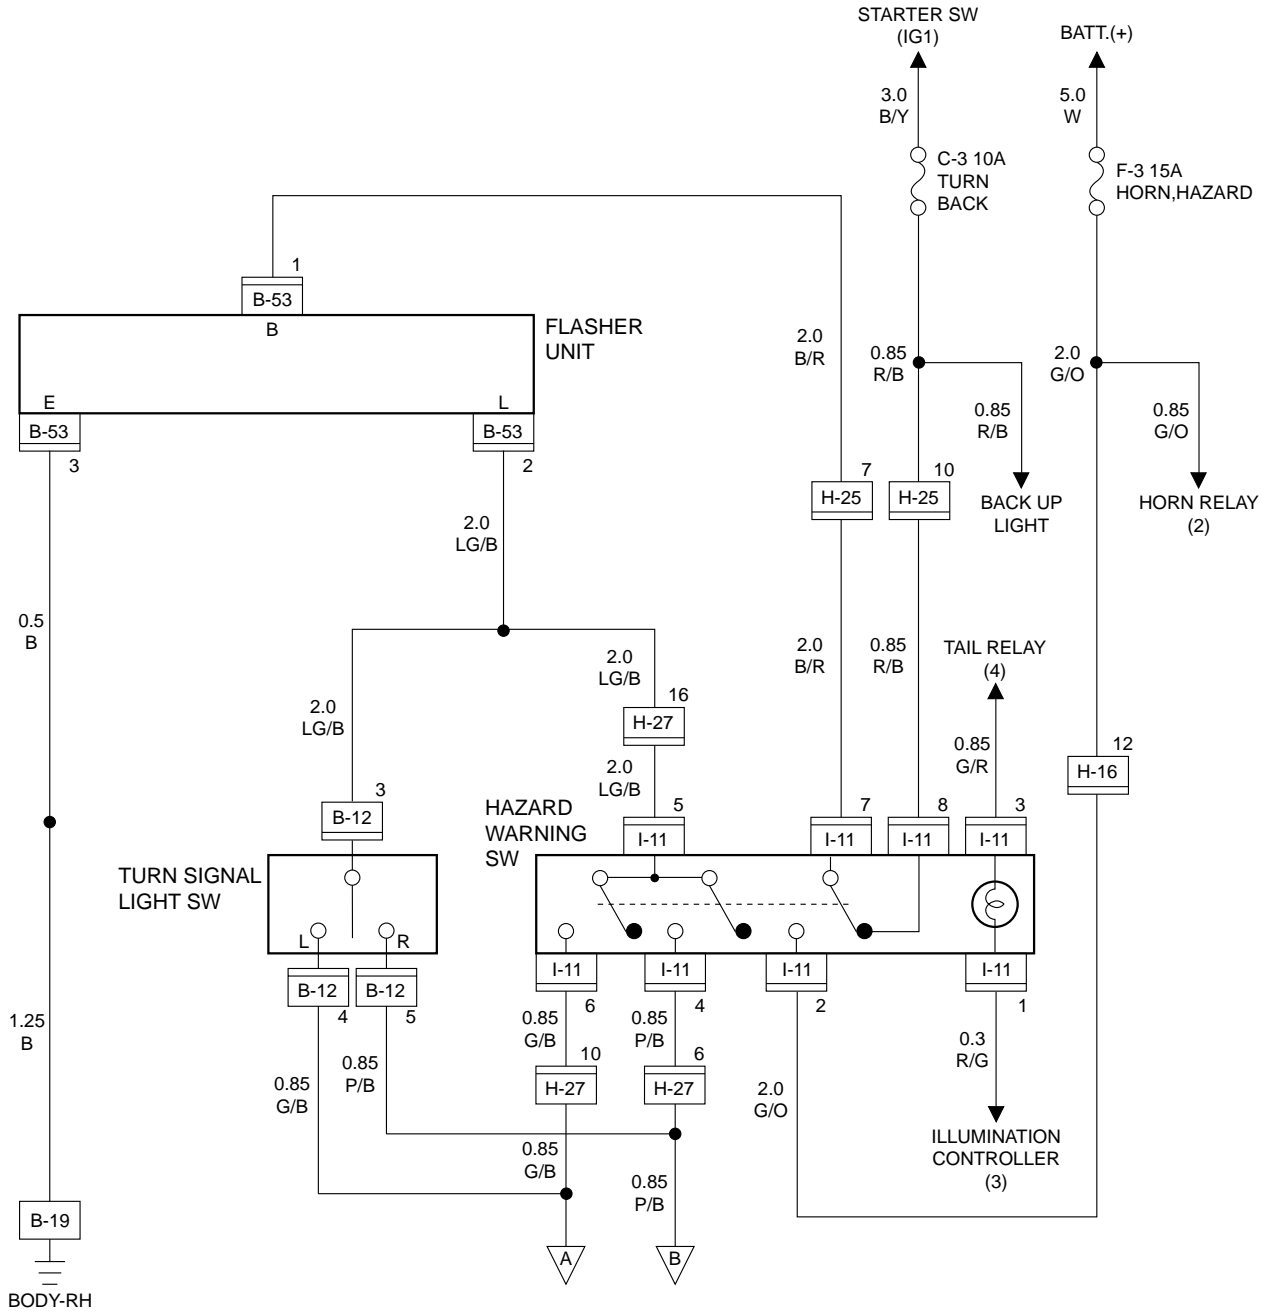 STARTER SW
(IG1)
BATT.(+)
3.0
B/Y
5.0
W
C-3 10A
TURN
BACK
F-3 15A
HORN,HAZARD
1
B-53
B
FLASHER
UNIT
E
L
B-53
3
B-53
2
2.0
B/R
0.85
R/B
2.0
G/O
0.85
R/B
0.85
G/O
7
H-25
10
H-25
BACK UP
LIGHT
HORN RELAY
(2)
2.0
LG/B
0.5
B
2.0
LG/B
2.0
LG/B
16
H-27
2.0
LG/B
2.0
B/R
0.85
R/B
TAIL RELAY
(4)
0.85
G/R
12
H-16
3
B-12
HAZARD
WARNING
SW
5
I-11
7
I-11
8
I-11
3
I-11
TURN SIGNAL
LIGHT SW
L
R
B-12
4
B-12
5
I-11
6
I-11
4
I-11
2
I-11
1
1.25
B
0.85
G/B
0.85
P/B
0.85
G/B
10
H-27
0.85
P/B
6
H-27
2.0
G/O
0.3
R/G
ILLUMINATION
CONTROLLER
(3)
0.85
G/B
0.85
P/B
B-19
BODY-RH
A
B